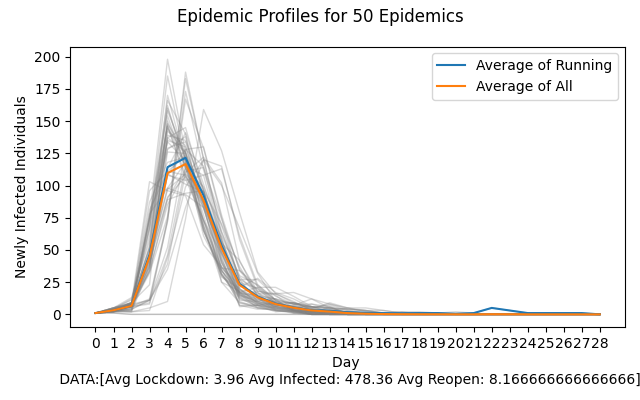 Epidemic Profiles for 50 Epidemics
Newly Infected Individuals
200
175
150
125
100
75
50
25
0
Average of Running
Average of All
0 1 2 3 4 5 6 7 8 9 10 11 12 13 14 15 16 17 18 19 20 21 22 23 24 25 26 27 28
Day
DATA:[Avg Lockdown: 3.96 Avg Infected: 478.36 Avg Reopen: 8.166666666666666]